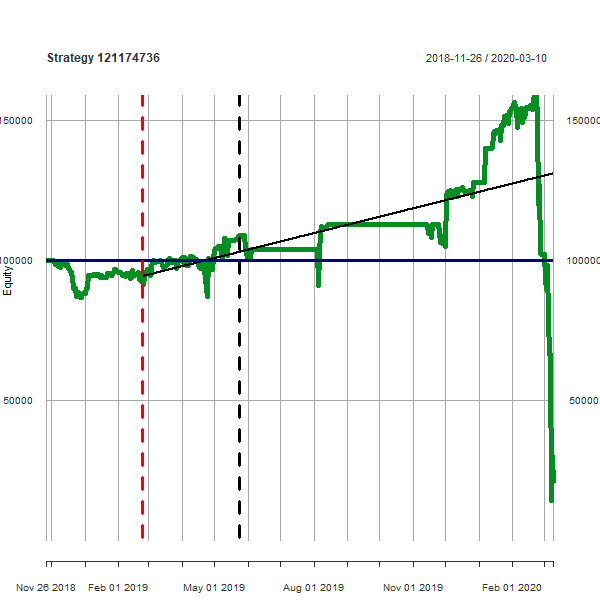 Strategy 121174736
2018-11-26 / 2020-03-10
150000 150000
100000 100000
50000 50000
Equity
Nov 26 2018 Feb 01 2019 May 01 2019 Aug 01 2019 Nov 01 2019 Feb 01 2020